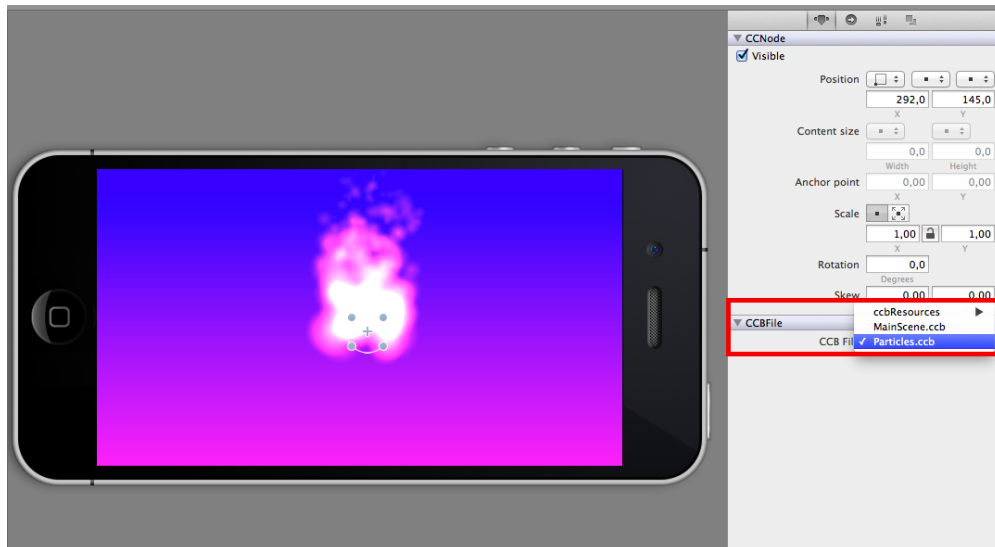 CCNode
Visible
Position
292,0 145,0
X Y
Content size
0,0 0,0
Width Height
Anchor point 0,00 0,00
X Y
Scale
1,00 1,00
X Y
Rotation 0,0
Degrees
Skew 0,00 0,00
ccbResources
CCBFile
MainScene.ccb
CCB Fil ✓ Particles.ccb